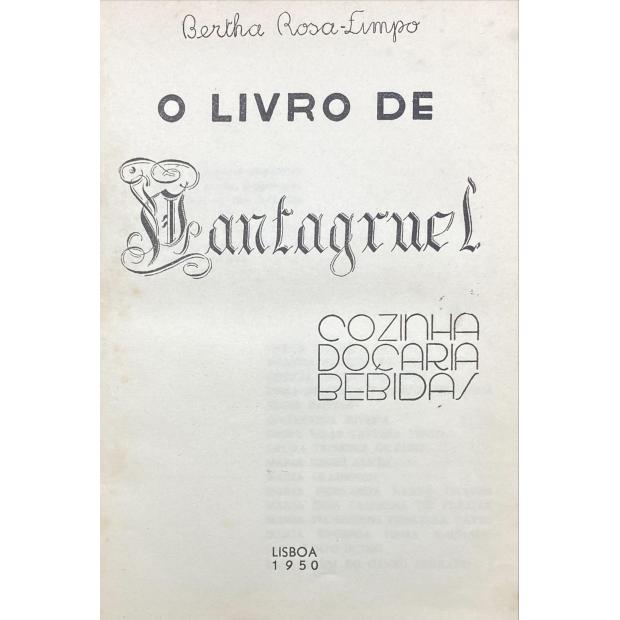 Bertha Rosa-Limpo
O LIVRO DE
Pantagruel
COZINHA
DOÇARIA
BEBIDAS
LISBOA
1950